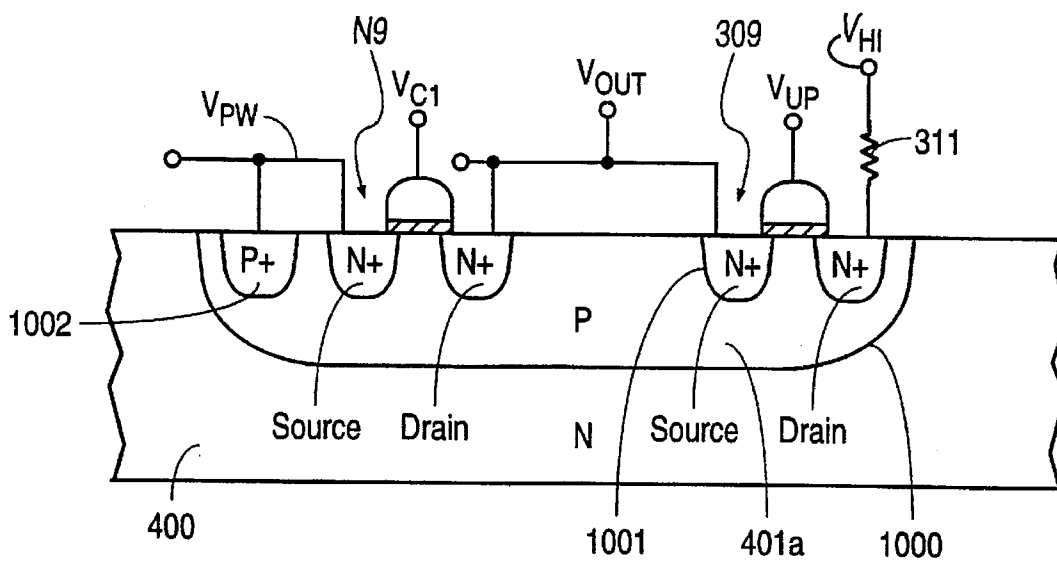 N9
309
V_HI
V_C1
V_OUT
V_UP
V_PW
311
P+
N+
N+
N+
N+
1002
P
Source
Drain
N
Source
Drain
400
1001
401a
1000